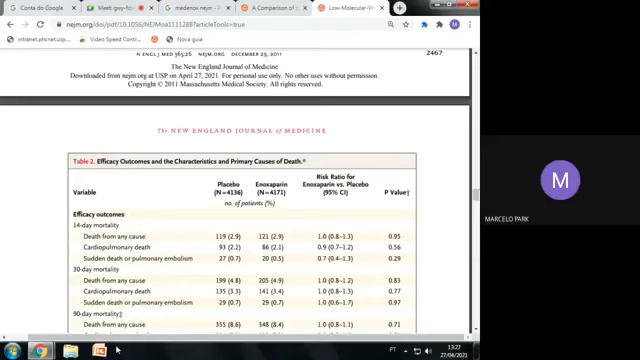 Conta do Google
Meet: gwy-fo
medenox nejm - P
A Comparison of
Low-Molecular-W
nejm.org/doi/pdf/10.1056/NEJMoa1111288?articleTools=true
intranet.phcnet.usp
Video Speed Control
N ENGL J MED 365;26 NEJM.ORG DECEMBER 29, 2011
2467
The New England Journal of Medicine
Downloaded from nejm.org at USP on April 27, 2021. For personal use only. No other uses without permission.
Copyright © 2011 Massachusetts Medical Society. All rights reserved.
The NEW ENGLAND JOURNAL of MEDICINE
Table 2. Efficacy Outcomes and the Characteristics and Primary Causes of Death.*
Variable Placebo (N=4136) Enoxaparin (N=4171) Risk Ratio for Enoxaparin vs. Placebo (95% CI) P Value†
no. of patients (%)
Efficacy outcomes
14-day mortality
Death from any cause 119 (2.9) 121 (2.9) 1.0 (0.8–1.3) 0.95
Cardiopulmonary death 93 (2.2) 86 (2.1) 0.9 (0.7–1.2) 0.56
Sudden death or pulmonary embolism 27 (0.7) 20 (0.5) 0.7 (0.4–1.3) 0.29
30-day mortality
Death from any cause 199 (4.8) 205 (4.9) 1.0 (0.8–1.2) 0.83
Cardiopulmonary death 135 (3.3) 141 (3.4) 1.0 (0.8–1.3) 0.77
Sudden death or pulmonary embolism 29 (0.7) 29 (0.7) 1.0 (0.6–1.7) 0.97
90-day mortality‡
Death from any cause 355 (8.6) 348 (8.4) 1.0 (0.8–1.1) 0.71
M
MARCELO PARK
PT
13:27
27/04/2021